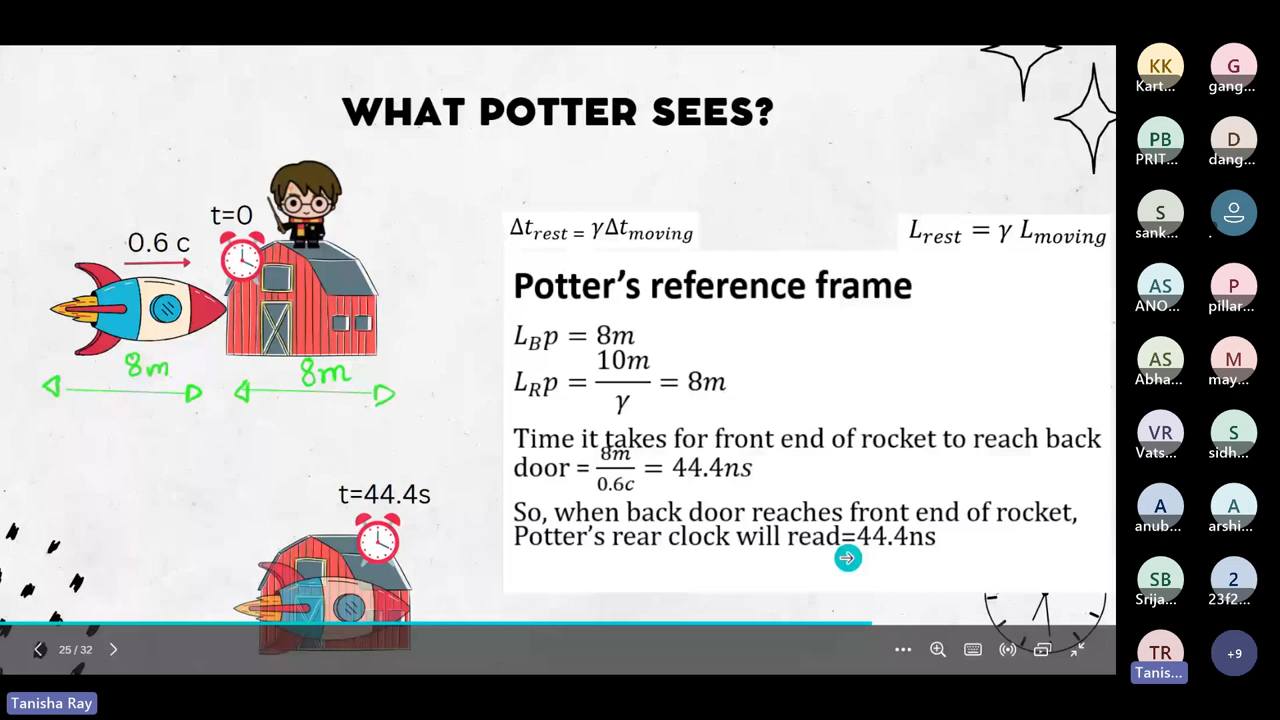 WHAT POTTER SEES?
t=0
0.6 c
8m
8m
Δt_rest = γΔt_moving
L_rest = γ L_moving
Potter's reference frame
L_Bp = 8m
L_Rp = 10m/γ = 8m
Time it takes for front end of rocket to reach back
door = 8m/0.6c = 44.4ns
So, when back door reaches front end of rocket,
Potter's rear clock will read=44.4ns
t=44.4s
25 / 32
Tanisha Ray
KK
Kart...
G
gang...
PB
PRIT...
D
dang...
S
sank...
.
AS
ANO...
P
pillar...
AS
Abha...
M
may...
VR
Vats...
S
sidh...
A
anub...
A
arshi...
SB
Srija...
2
23f2...
TR
Tanis...
+9